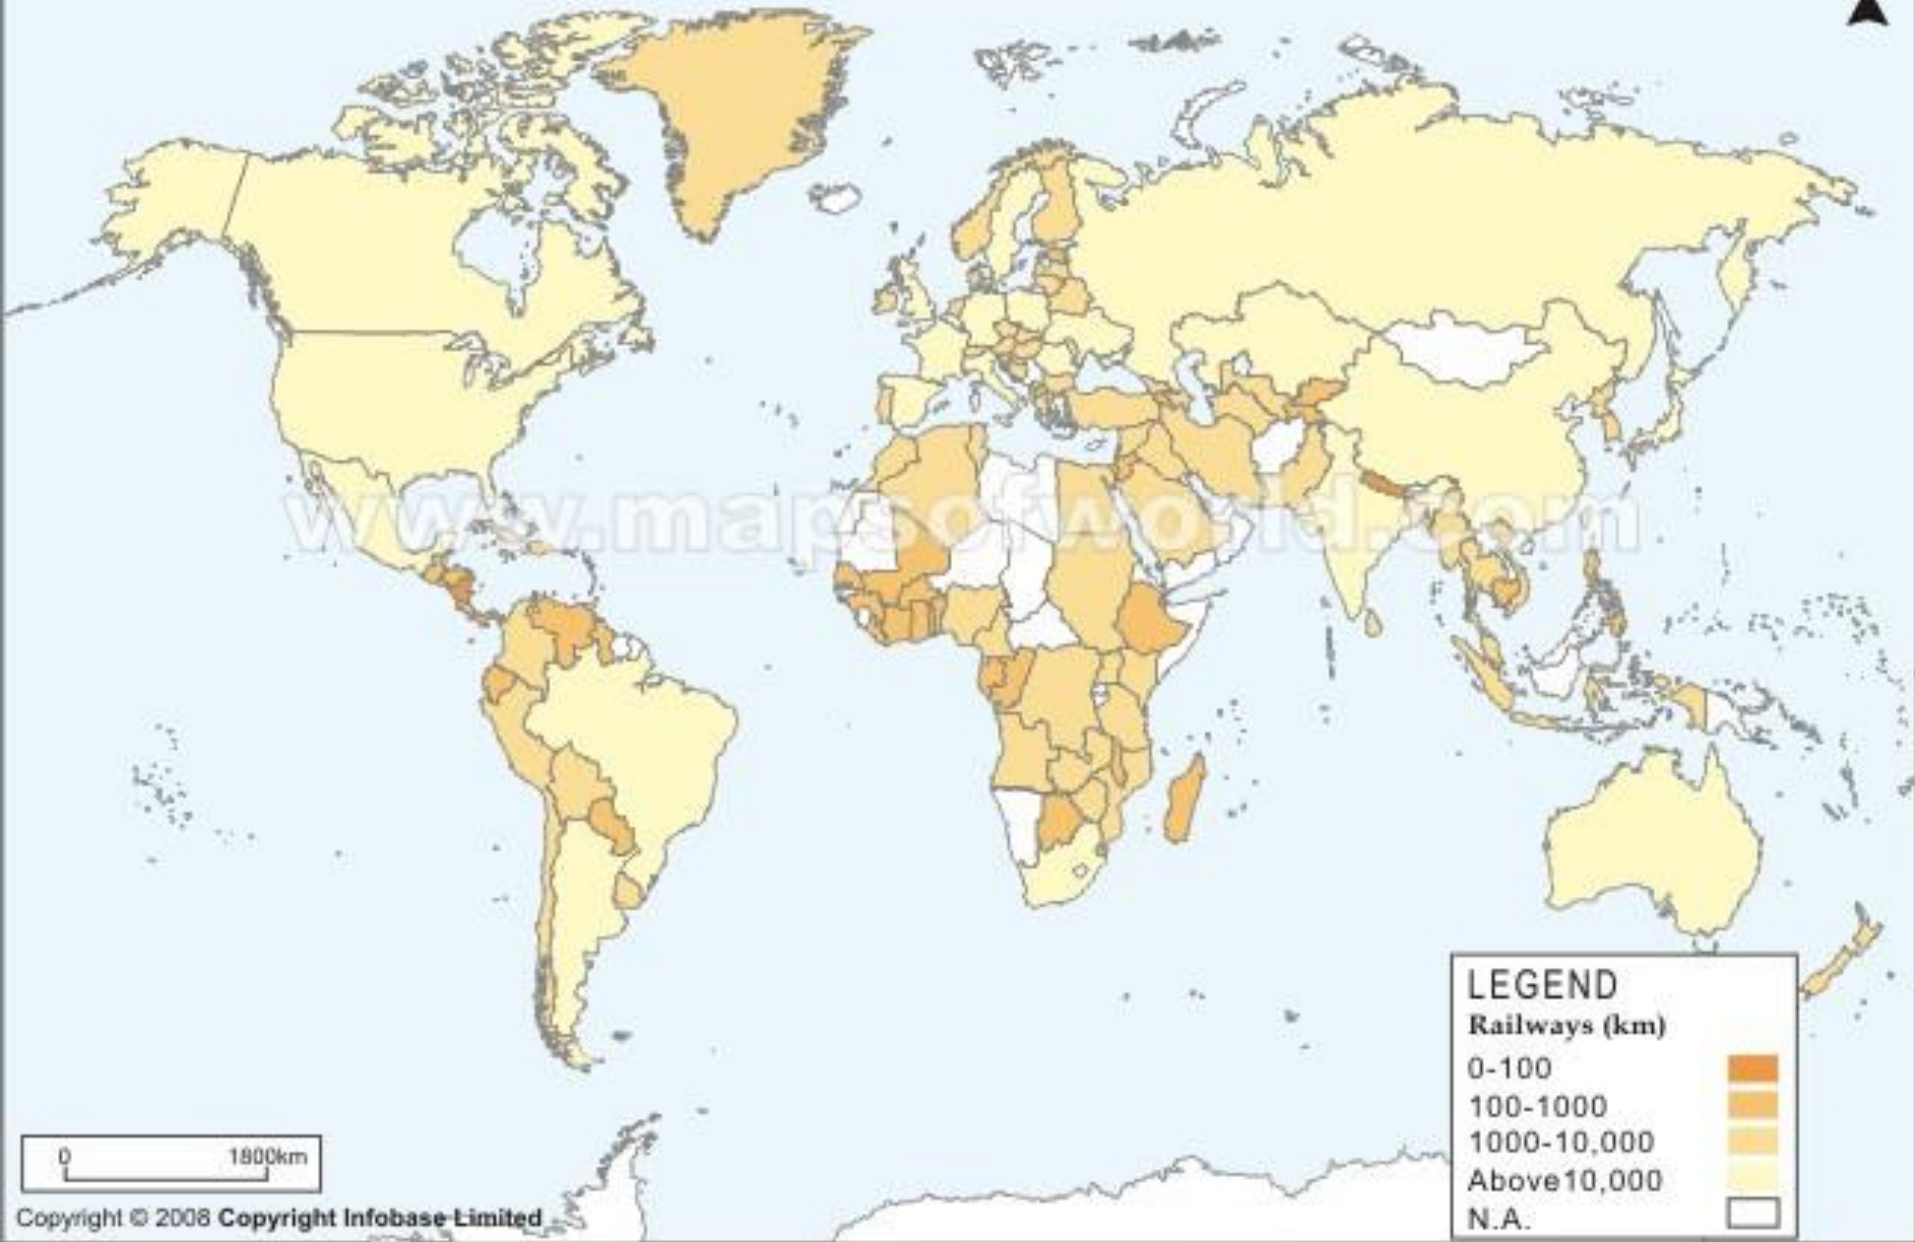 www.mapsofworld.com
LEGEND
Railways (km)
0-100
100-1000
1000-10,000
Above10,000
N.A.
0 1800km
Copyright © 2008 Copyright Infobase Limited